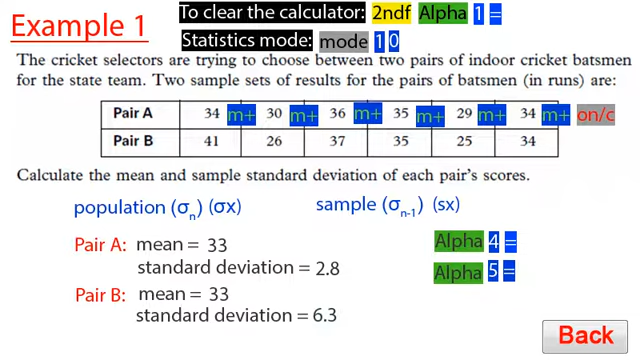 Example 1
To clear the calculator: 2ndf Alpha 1 =
Statistics mode: mode 1 0
The cricket selectors are trying to choose between two pairs of indoor cricket batsmen
for the state team. Two sample sets of results for the pairs of batsmen (in runs) are:
Pair A 34 m+ 30 m+ 36 m+ 35 m+ 29 m+ 34 m+ on/c
Pair B 41 26 37 35 25 34
Calculate the mean and sample standard deviation of each pair's scores.
population (σn) (σx) sample (σn-1) (sx)
Pair A: mean = 33 Alpha 4 =
standard deviation = 2.8 Alpha 5 =
Pair B: mean = 33
standard deviation = 6.3
Back